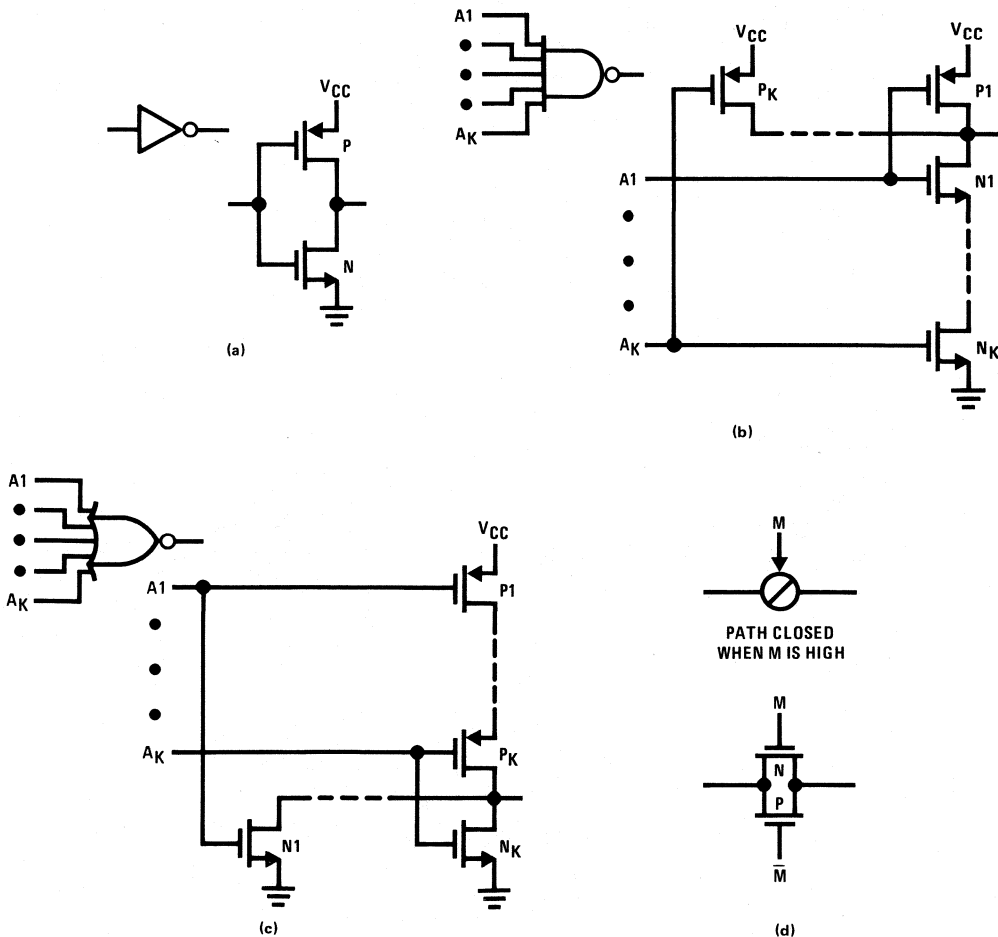 VCC
P
N
(a)
A1
AK
VCC
PK
VCC
P1
A1
N1
AK
NK
(b)
A1
AK
VCC
A1
P1
AK
PK
N1
NK
(c)
M
PATH CLOSED
WHEN M IS HIGH
M
N
P
M̅
(d)